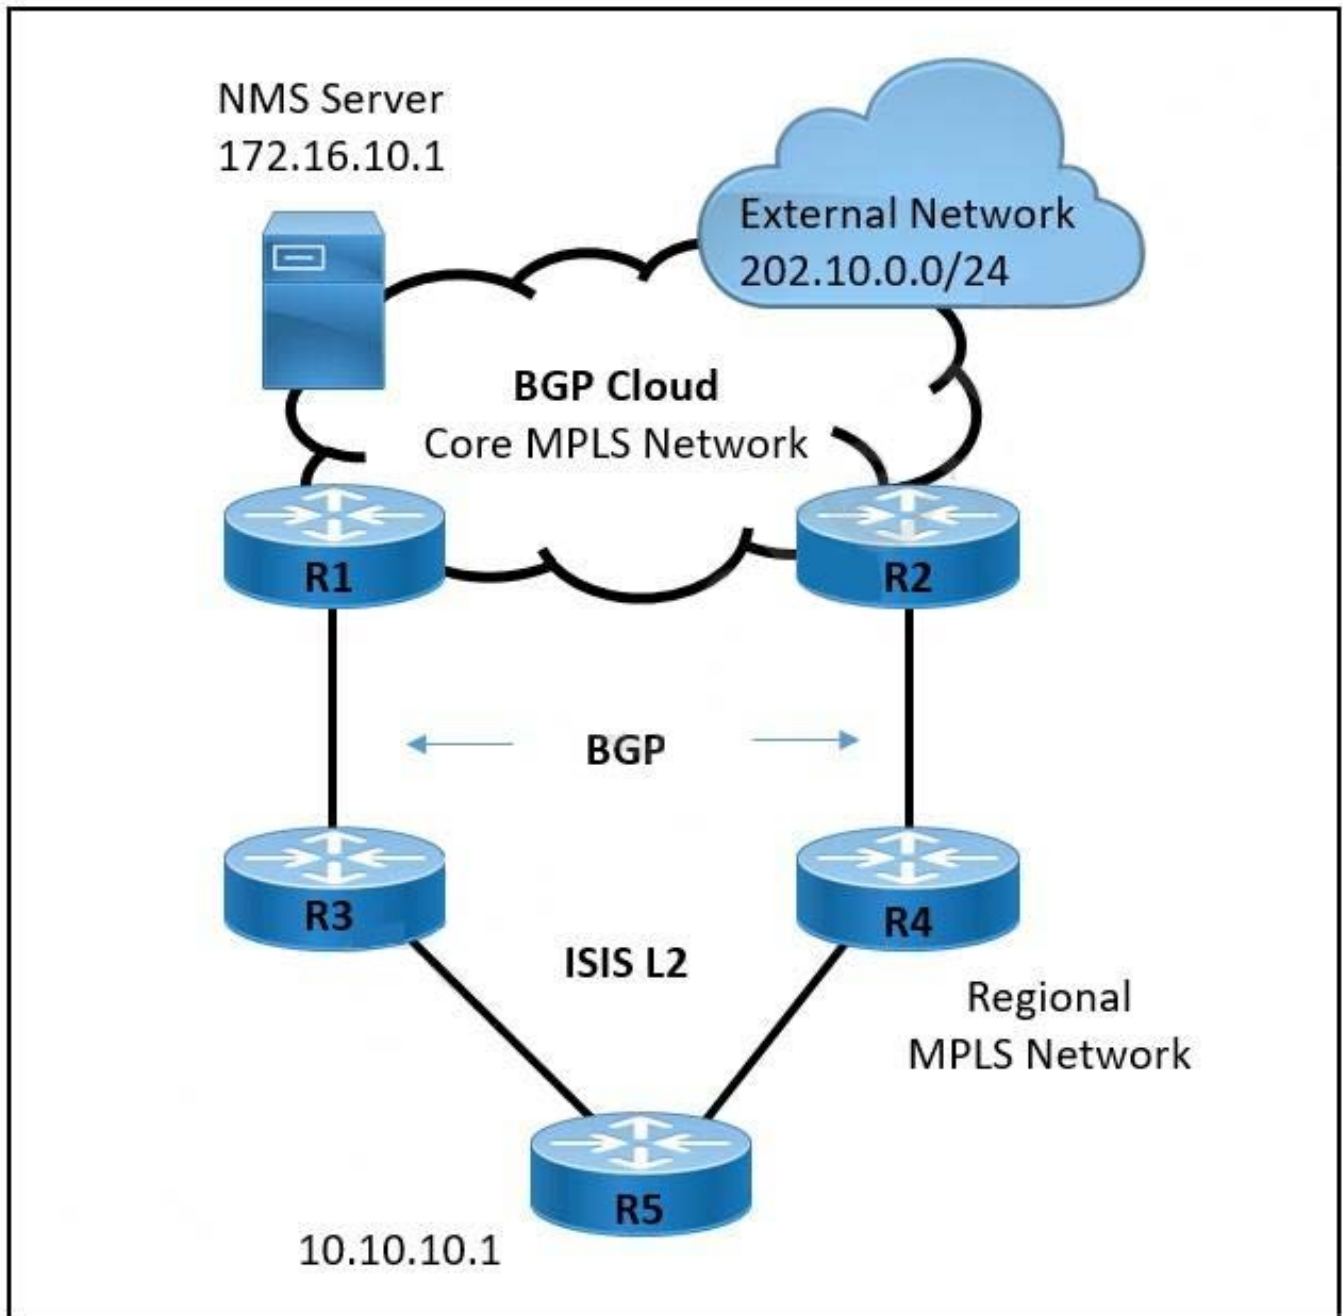 NMS Server
172.16.10.1
External Network
202.10.0.0/24
BGP Cloud
Core MPLS Network
R1
R2
BGP
R3
R4
ISIS L2
Regional
MPLS Network
R5
10.10.10.1